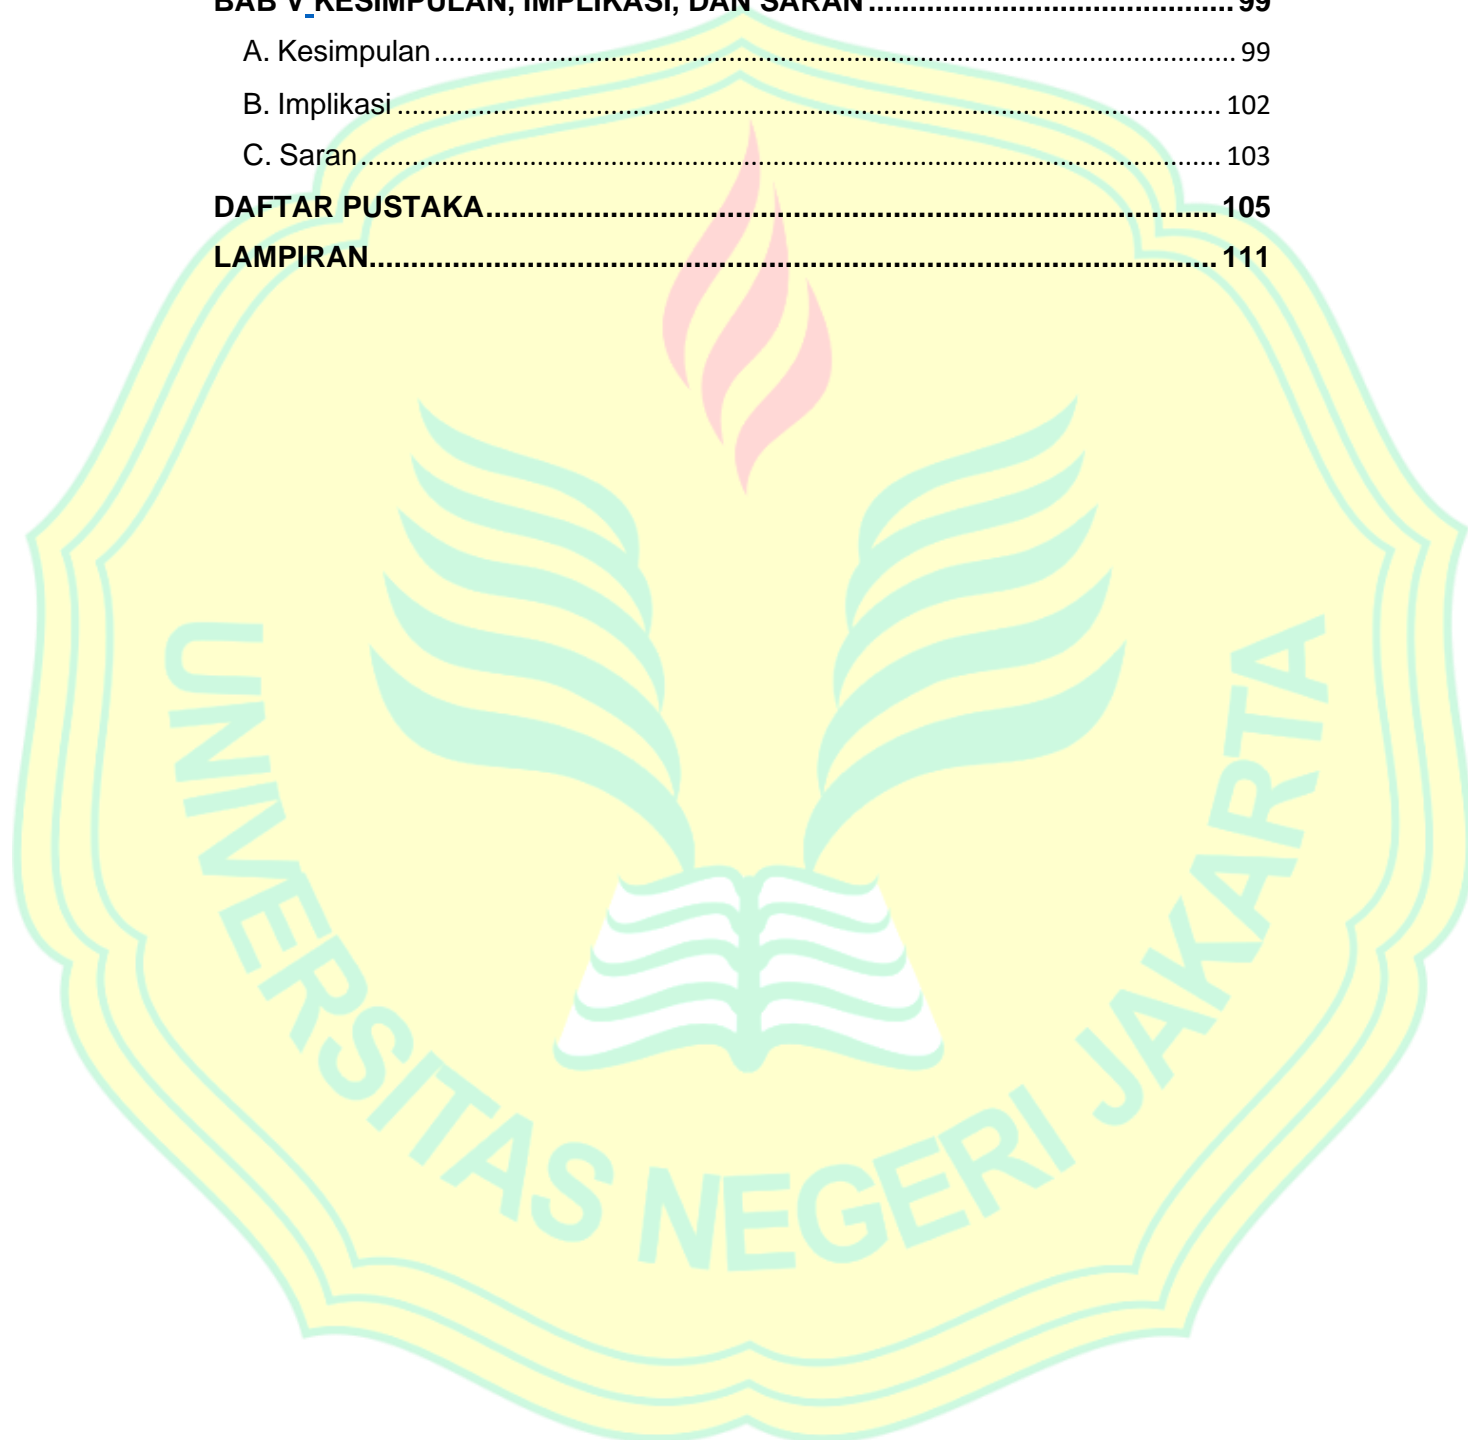 BAB V KESIMPULAN, IMPLIKASI, DAN SARAN ............................................ 99
A. Kesimpulan ............................................................................................................. 99
B. Implikasi ................................................................................................................ 102
C. Saran ..................................................................................................................... 103
DAFTAR PUSTAKA ........................................................................................ 105
LAMPIRAN ...................................................................................................... 111
UNIVERSITAS NEGERI JAKARTA